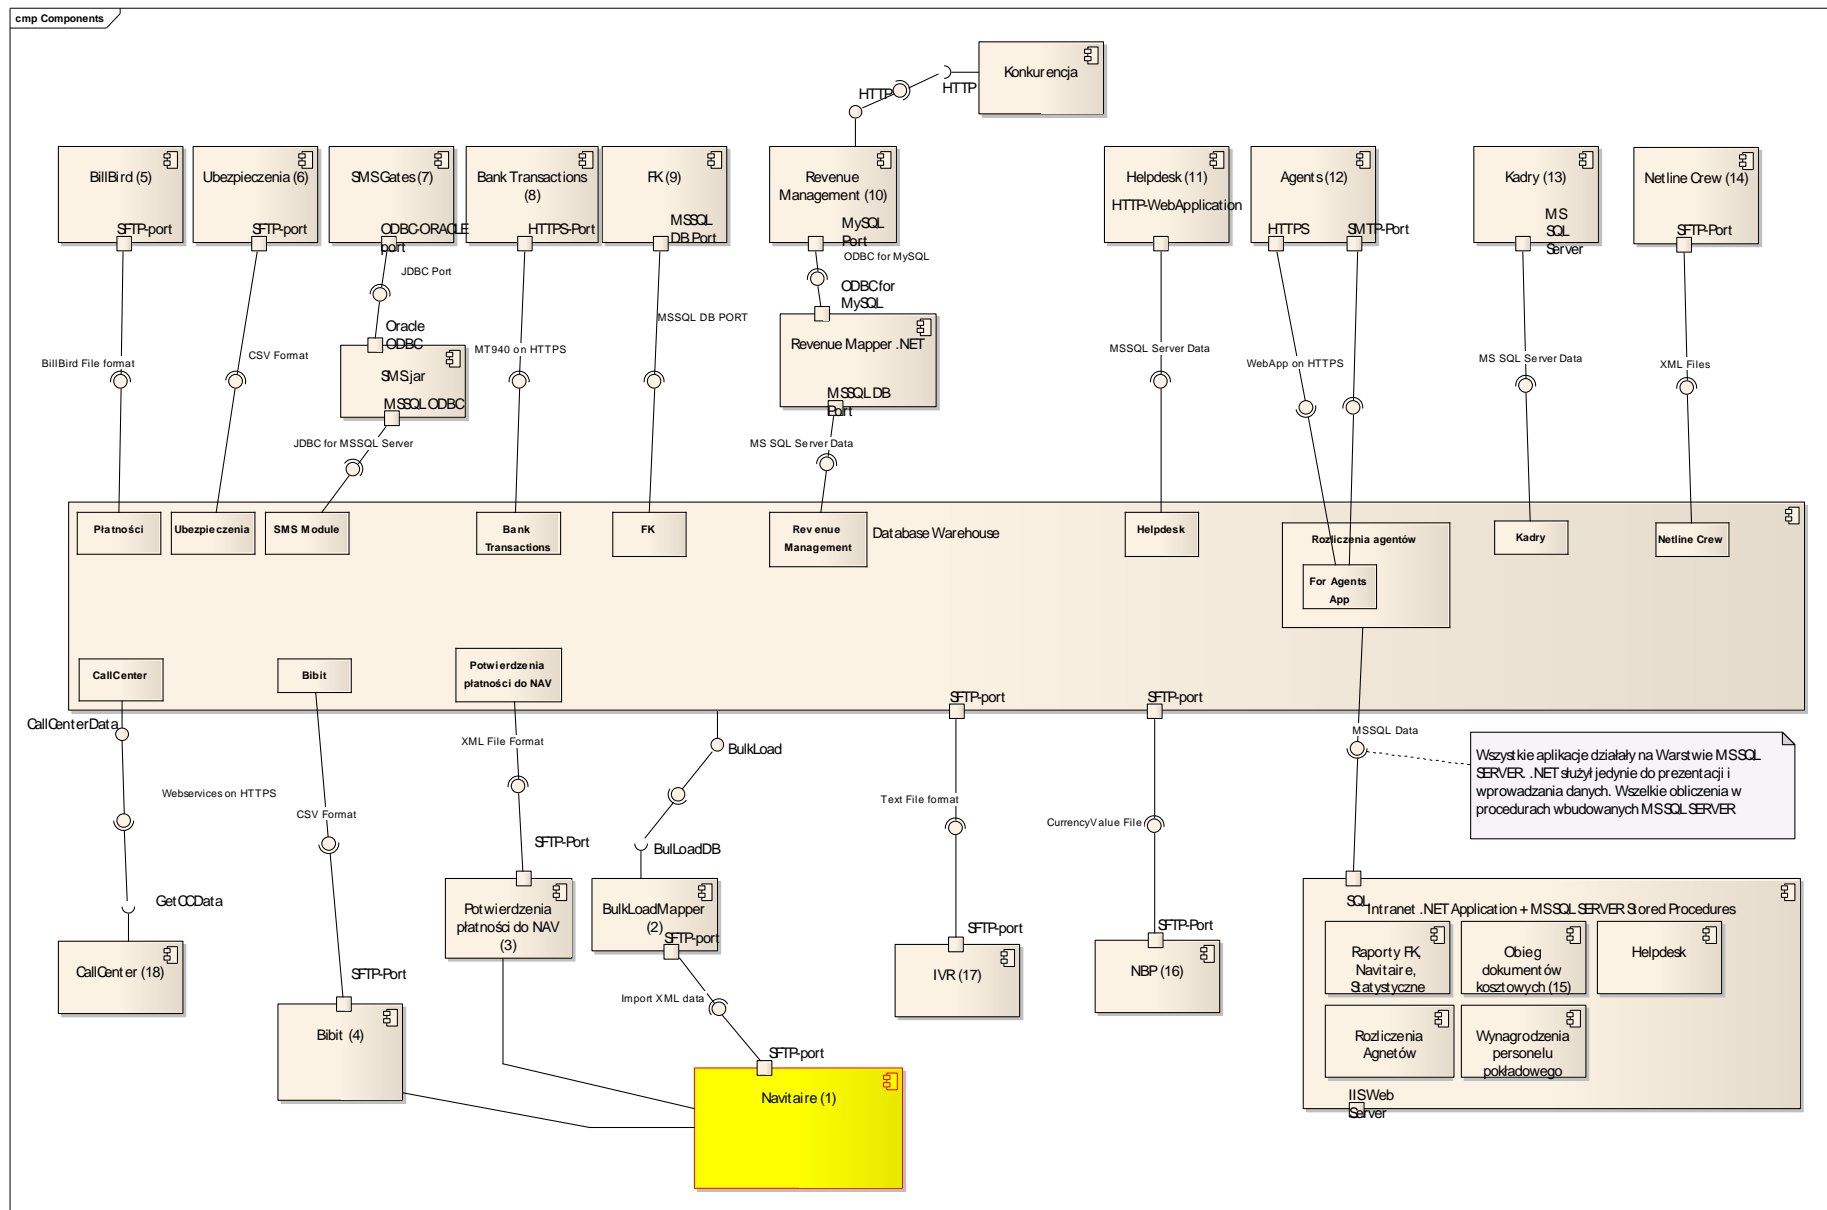 cmp Components
Konkurencja
HTTP
HTTP
BillBird (5)
SFTP-port
Ubezpieczenia (6)
SFTP-port
SMSGates (7)
ODBC-ORACLE
port
Bank Transactions
(8)
HTTPS-Port
FK (9)
MSSQL
DB Port
Revenue
Management (10)
MySQL
Port
Helpdesk (11)
HTTP-WebApplication
Agents (12)
HTTPS
SMTP-Port
Kadry (13)
MS
SQL
Server
Netline Crew (14)
SFTP-Port
JDBC Port
ODBC for MySQL
ODBC for
MySQL
Oracle
ODBC
SMS.jar
MSSQL ODBC
Revenue Mapper .NET
MSSQL DB
Port
BillBird File format
CSV Format
JDBC for MSSQL Server
MT940 on HTTPS
MSSQL DB PORT
MS SQL Server Data
MSSQL Server Data
WebApp on HTTPS
MS SQL Server Data
XML Files
Płatności
Ubezpieczenia
SMS Module
Bank
Transactions
FK
Revenue
Management
Database Warehouse
Helpdesk
Rozliczenia agentów
For Agents
App
Kadry
Netline Crew
CallCenter
Bibit
Potwierdzenia
płatności do NAV
SFTP-port
SFTP-port
CallCenterData
XML File Format
BulkLoad
MSSQL Data
Wszystkie aplikacje działały na Warstwie MS SQL
SERVER. .NET służył jedynie do prezentacji i
wprowadzania danych. Wszelkie obliczenia w
procedurach wbudowanych MS SQL SERVER
Webservices on HTTPS
CSV Format
Text File format
CurrencyValue File
SFTP-Port
BulLoadDB
GetCCData
CallCenter (18)
SFTP-Port
Bibit (4)
Potwierdzenia
płatności do NAV
(3)
BulkLoadMapper
(2)
SFTP-port
Import XML data
SFTP-port
Navitaire (1)
SFTP-port
IVR (17)
SFTP-Port
NBP (16)
SQL
Intranet .NET Application + MS SQL SERVER Stored Procedures
Raporty FK,
Navitaire,
Statystyczne
Obieg
dokumentów
kosztowych (15)
Helpdesk
Rozliczenia
Agnetów
Wynagrodzenia
personelu
pokładowego
IIS Web
Server